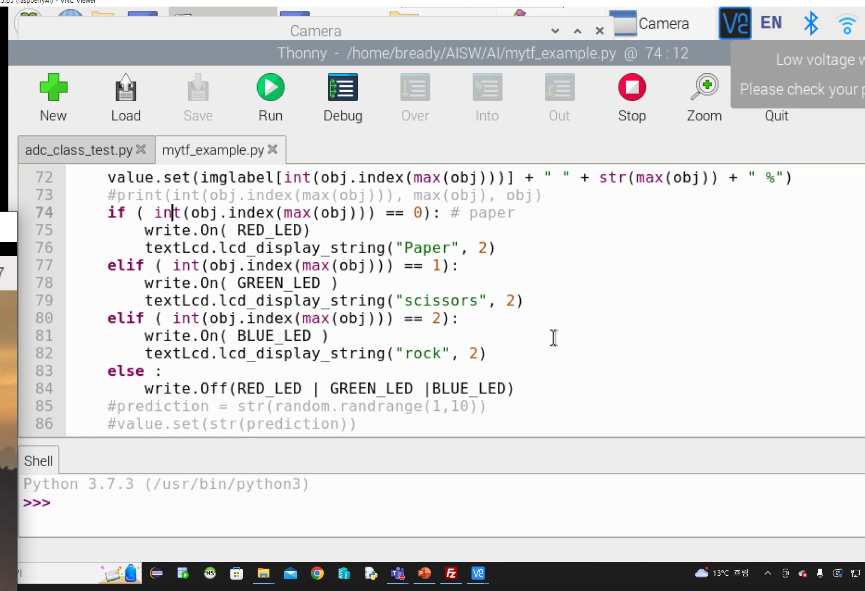 Camera
Camera
EN
Thonny - /home/bready/AISW/AI/mytf_example.py @ 74:12
Low voltage w
Please check your p
New Load Save Run Debug Over Into Out Stop Zoom Quit
adc_class_test.py
mytf_example.py
72 value.set(imglabel[int(obj.index(max(obj)))] + " " + str(max(obj)) + " %")
73 #print(int(obj.index(max(obj))), max(obj), obj)
74 if ( int(obj.index(max(obj))) == 0): # paper
75 write.On( RED_LED)
76 textLcd.lcd_display_string("Paper", 2)
77 elif ( int(obj.index(max(obj))) == 1):
78 write.On( GREEN_LED )
79 textLcd.lcd_display_string("scissors", 2)
80 elif ( int(obj.index(max(obj))) == 2):
81 write.On( BLUE_LED )
82 textLcd.lcd_display_string("rock", 2)
83 else :
84 write.Off(RED_LED | GREEN_LED |BLUE_LED)
85 #prediction = str(random.randrange(1,10))
86 #value.set(str(prediction))
Shell
Python 3.7.3 (/usr/bin/python3)
>>>
13℃